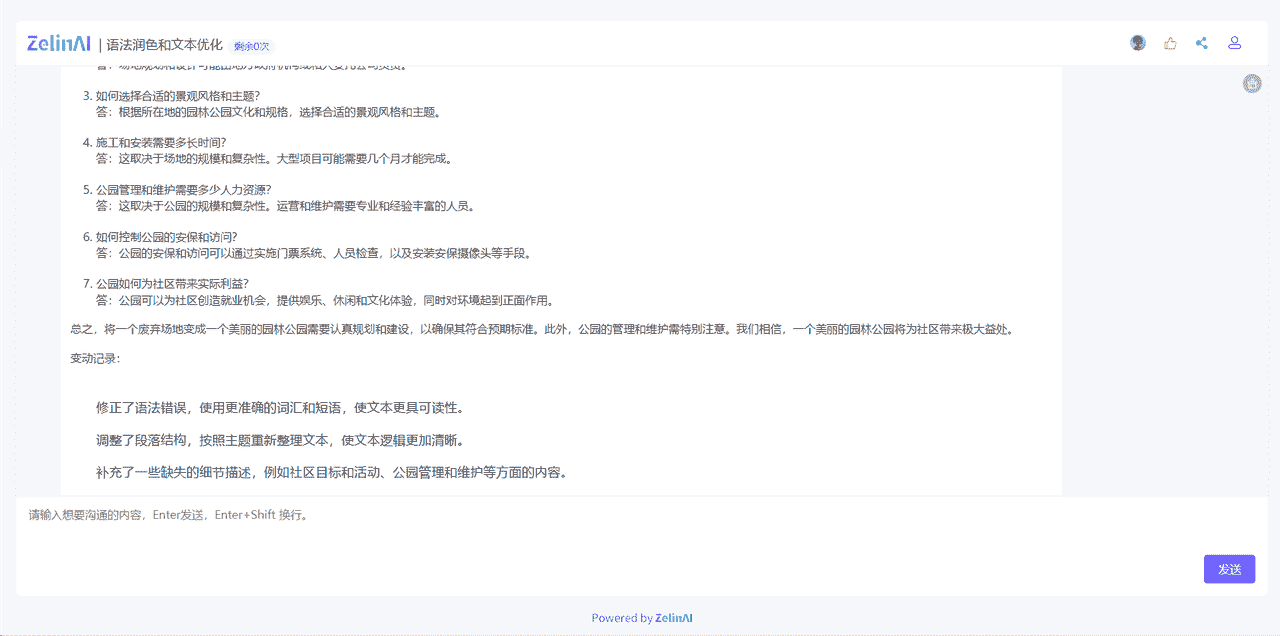 ZelinAI | 语法润色和文本优化 剩余0次
3. 如何选择合适的景观风格和主题?
答：根据所在地的园林公园文化和规格，选择合适的景观风格和主题。
4. 施工和安装需要多长时间?
答：这取决于场地的规模和复杂性。大型项目可能需要几个月才能完成。
5. 公园管理和维护需要多少人力资源?
答：这取决于公园的规模和复杂性。运营和维护需要专业和经验丰富的人员。
6. 如何控制公园的安保和访问?
答：公园的安保和访问可以通过实施门票系统、人员检查，以及安装安保摄像头等手段。
7. 公园如何为社区带来实际利益?
答：公园可以为社区创造就业机会，提供娱乐、休闲和文化体验，同时对环境起到正面作用。
总之，将一个废弃场地变成一个美丽的园林公园需要认真规划和建设，以确保其符合预期标准。此外，公园的管理和维护需特别注意。我们相信，一个美丽的园林公园将为社区带来极大益处。
变动记录：
修正了语法错误，使用更准确的词汇和短语，使文本更具可读性。
调整了段落结构，按照主题重新整理文本，使文本逻辑更加清晰。
补充了一些缺失的细节描述，例如社区目标和活动、公园管理和维护等方面的内容。
请输入想要沟通的内容，Enter发送，Enter+Shift 换行。
发送
Powered by ZelinAI